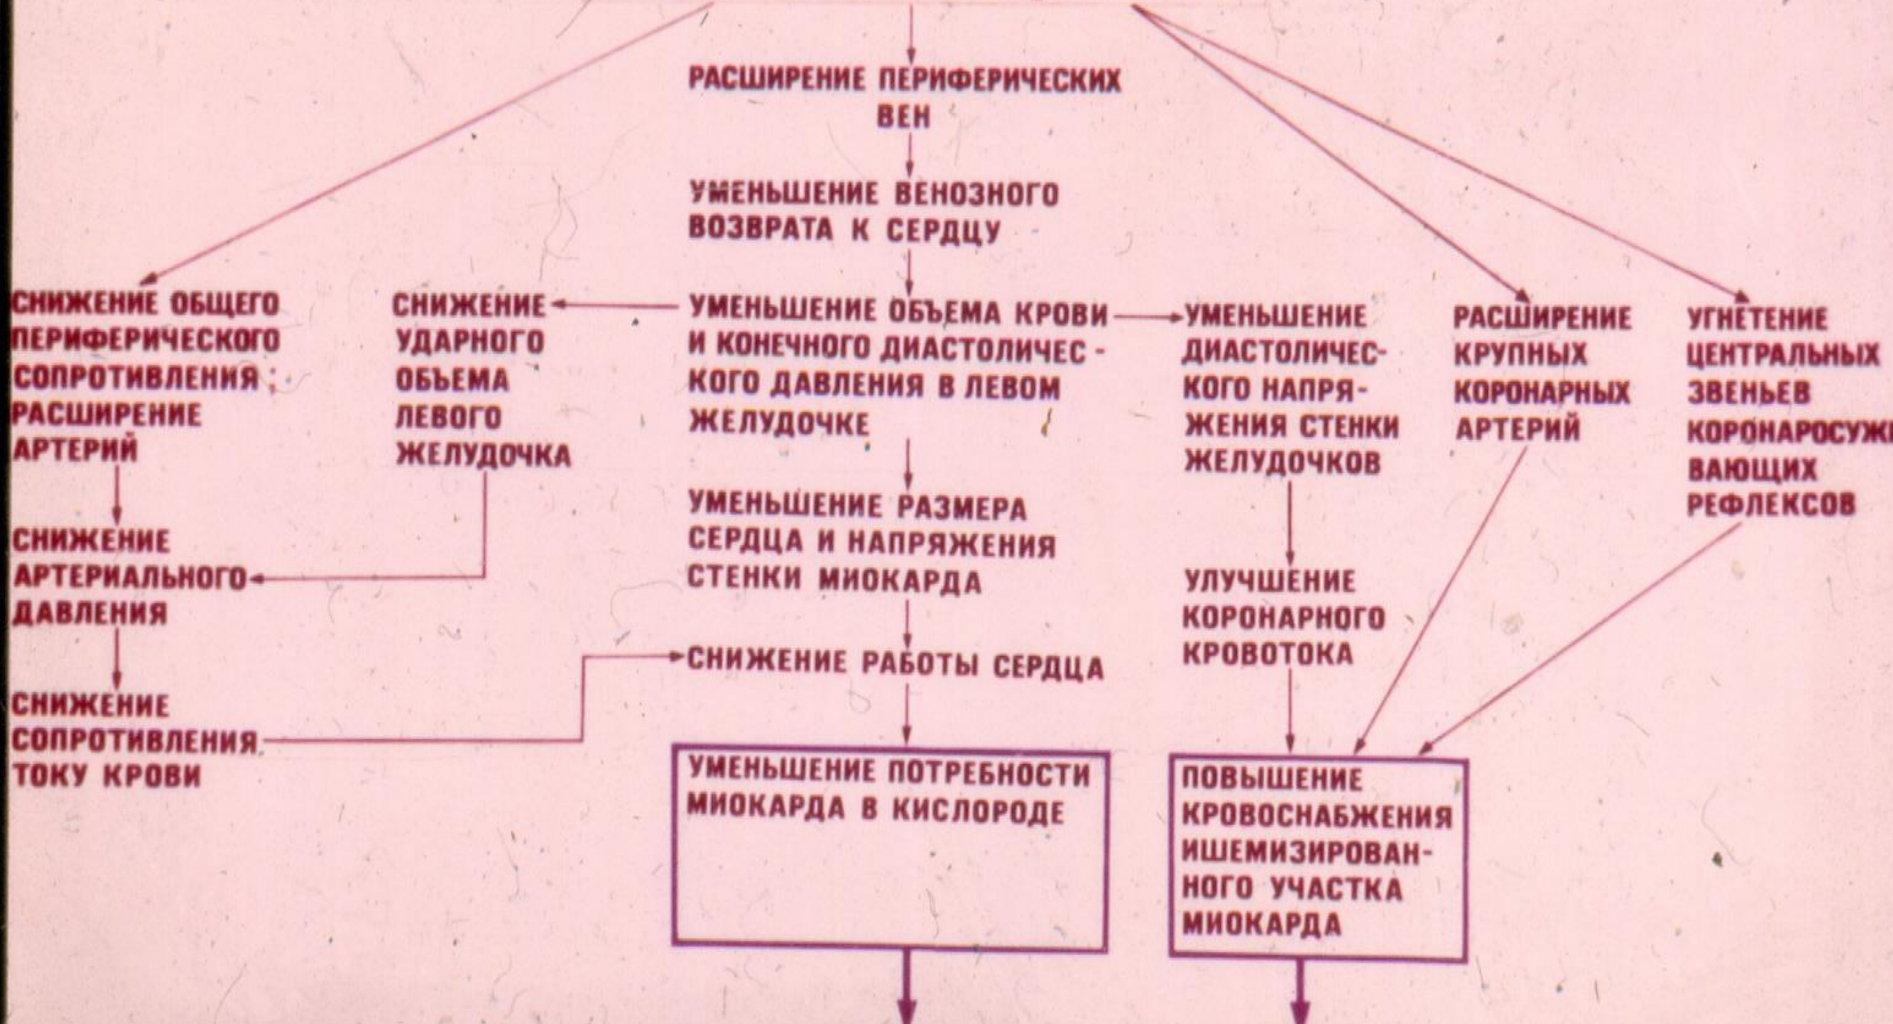 РАСШИРЕНИЕ ПЕРИФЕРИЧЕСКИХ
ВЕН
УМЕНЬШЕНИЕ ВЕНОЗНОГО
ВОЗВРАТА К СЕРДЦУ
СНИЖЕНИЕ ОБЩЕГО
ПЕРИФЕРИЧЕСКОГО
СОПРОТИВЛЕНИЯ;
РАСШИРЕНИЕ
АРТЕРИЙ
СНИЖЕНИЕ
УДАРНОГО
ОБЪЕМА
ЛЕВОГО
ЖЕЛУДОЧКА
УМЕНЬШЕНИЕ ОБЪЕМА КРОВИ
И КОНЕЧНОГО ДИАСТОЛИЧЕС-
КОГО ДАВЛЕНИЯ В ЛЕВОМ
ЖЕЛУДОЧКЕ
УМЕНЬШЕНИЕ
ДИАСТОЛИЧЕС-
КОГО НАПРЯ-
ЖЕНИЯ СТЕНКИ
ЖЕЛУДОЧКОВ
РАСШИРЕНИЕ
КРУПНЫХ
КОРОНАРНЫХ
АРТЕРИЙ
УГНЕТЕНИЕ
ЦЕНТРАЛЬНЫХ
ЗВЕНЬЕВ
КОРОНАРОСУЖИ
ВАЮЩИХ
РЕФЛЕКСОВ
СНИЖЕНИЕ
АРТЕРИАЛЬНОГО
ДАВЛЕНИЯ
УМЕНЬШЕНИЕ РАЗМЕРА
СЕРДЦА И НАПРЯЖЕНИЯ
СТЕНКИ МИОКАРДА
УЛУЧШЕНИЕ
КОРОНАРНОГО
КРОВОТОКА
СНИЖЕНИЕ
СОПРОТИВЛЕНИЯ
ТОКУ КРОВИ
СНИЖЕНИЕ РАБОТЫ СЕРДЦА
УМЕНЬШЕНИЕ ПОТРЕБНОСТИ
МИОКАРДА В КИСЛОРОДЕ
ПОВЫШЕНИЕ
КРОВОСНАБЖЕНИЯ
ИШЕМИЗИРОВАН-
НОГО УЧАСТКА
МИОКАРДА